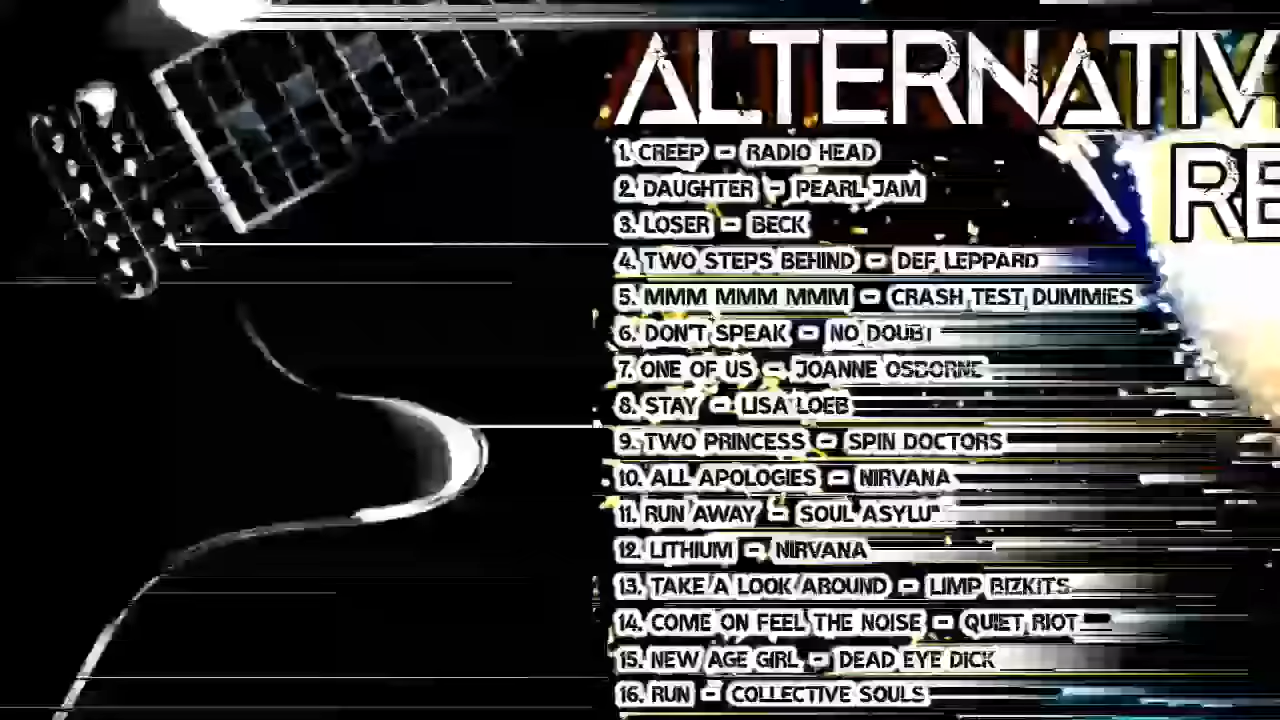 ALTERNATIV
RE
1. CREEP - RADIO HEAD
2. DAUGHTER - PEARL JAM
3. LOSER - BECK
4. TWO STEPS BEHIND - DEF LEPPARD
5. MMM MMM MMM - CRASH TEST DUMMIES
6. DON'T SPEAK - NO DOUBT
7. ONE OF US - JOANNE OSBORNE
8. STAY - LISA LOEB
9. TWO PRINCESS - SPIN DOCTORS
10. ALL APOLOGIES - NIRVANA
11. RUN AWAY - SOUL ASYLUM
12. LITHIUM - NIRVANA
13. TAKE A LOOK AROUND - LIMP BIZKITS
14. COME ON FEEL THE NOISE - QUIET RIOT
15. NEW AGE GIRL - DEAD EYE DICK
16. RUN - COLLECTIVE SOULS